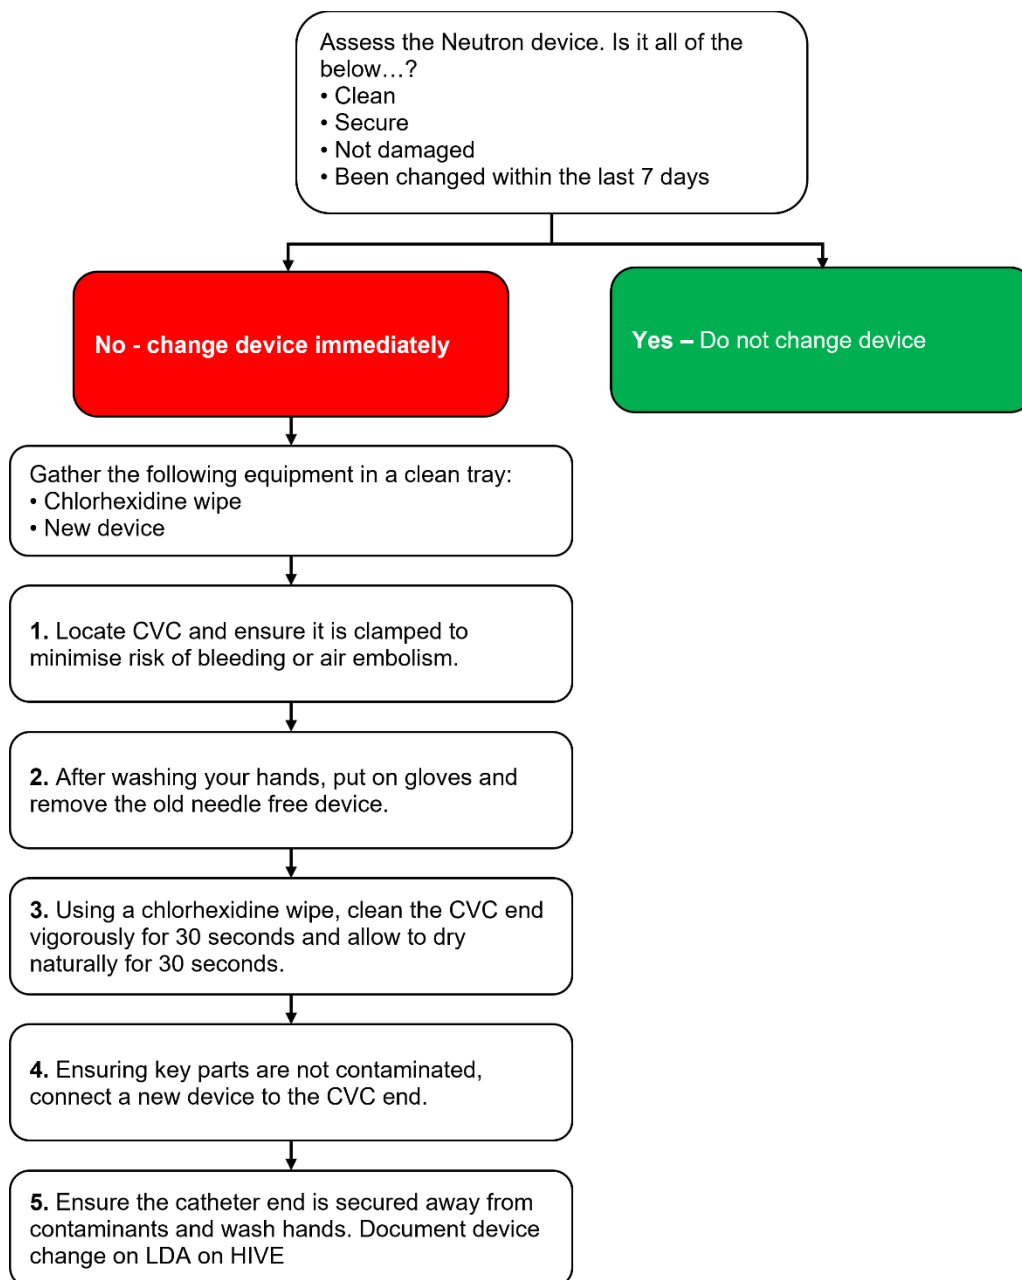 Assess the Neutron device. Is it all of the
below…?
• Clean
• Secure
• Not damaged
• Been changed within the last 7 days
No - change device immediately
Yes – Do not change device
Gather the following equipment in a clean tray:
• Chlorhexidine wipe
• New device
1. Locate CVC and ensure it is clamped to
minimise risk of bleeding or air embolism.
2. After washing your hands, put on gloves and
remove the old needle free device.
3. Using a chlorhexidine wipe, clean the CVC end
vigorously for 30 seconds and allow to dry
naturally for 30 seconds.
4. Ensuring key parts are not contaminated,
connect a new device to the CVC end.
5. Ensure the catheter end is secured away from
contaminants and wash hands. Document device
change on LDA on HIVE